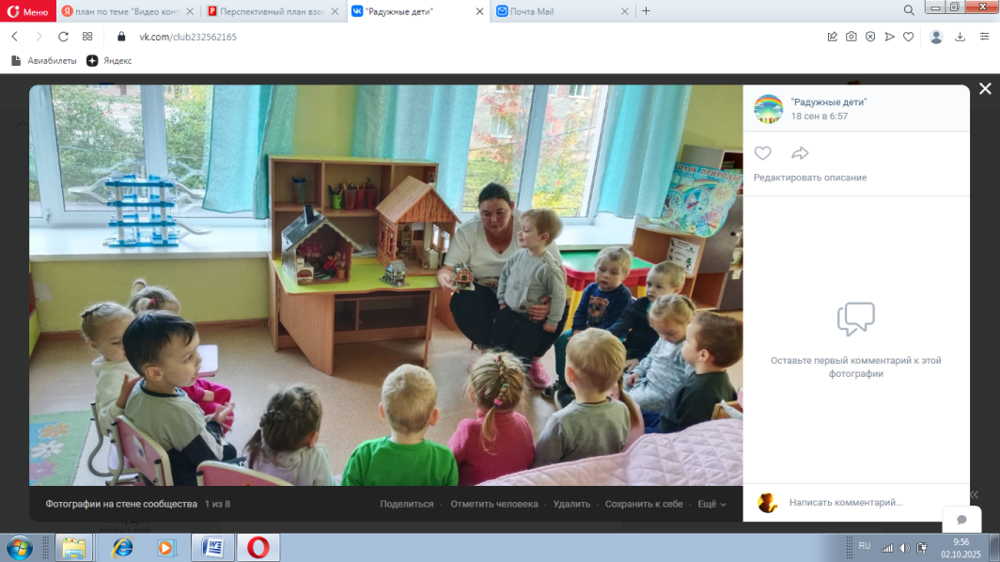 Меню
план по теме "Видео конт
Перспективный план взаи
"Радужные дети"
Почта Mail
vk.com/club232562165
Авиабилеты
Яндекс
"Радужные дети"
18 сен в 6:57
Редактировать описание
Оставьте первый комментарий к этой
фотографии
Фотографии на стене сообщества 1 из 8
Поделиться · Отметить человека · Удалить · Сохранить к себе · Ещё
Написать комментарий...
RU
9:56
02.10.2025